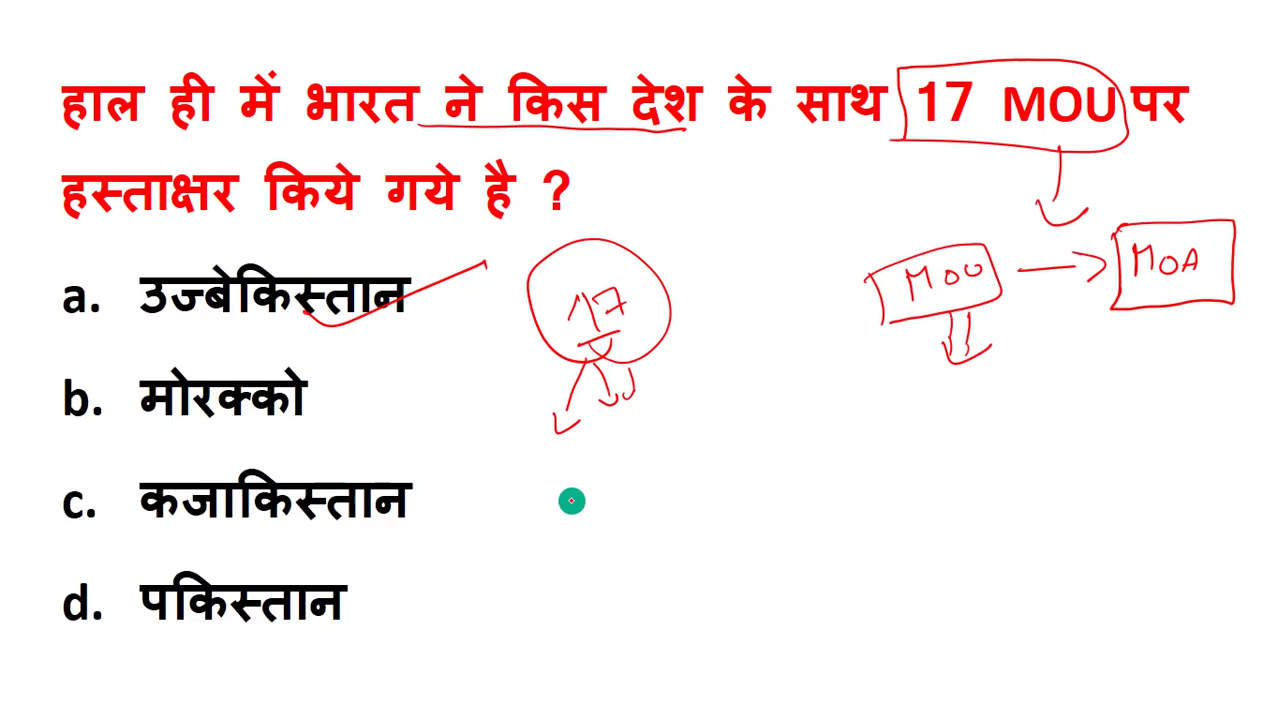 हाल ही में भारत ने किस देश के साथ 17 MOU पर
हस्ताक्षर किये गये है ?
a. उज्बेकिस्तान
17
MOU
MOA
b. मोरक्को
c. कजाकिस्तान
d. पकिस्तान